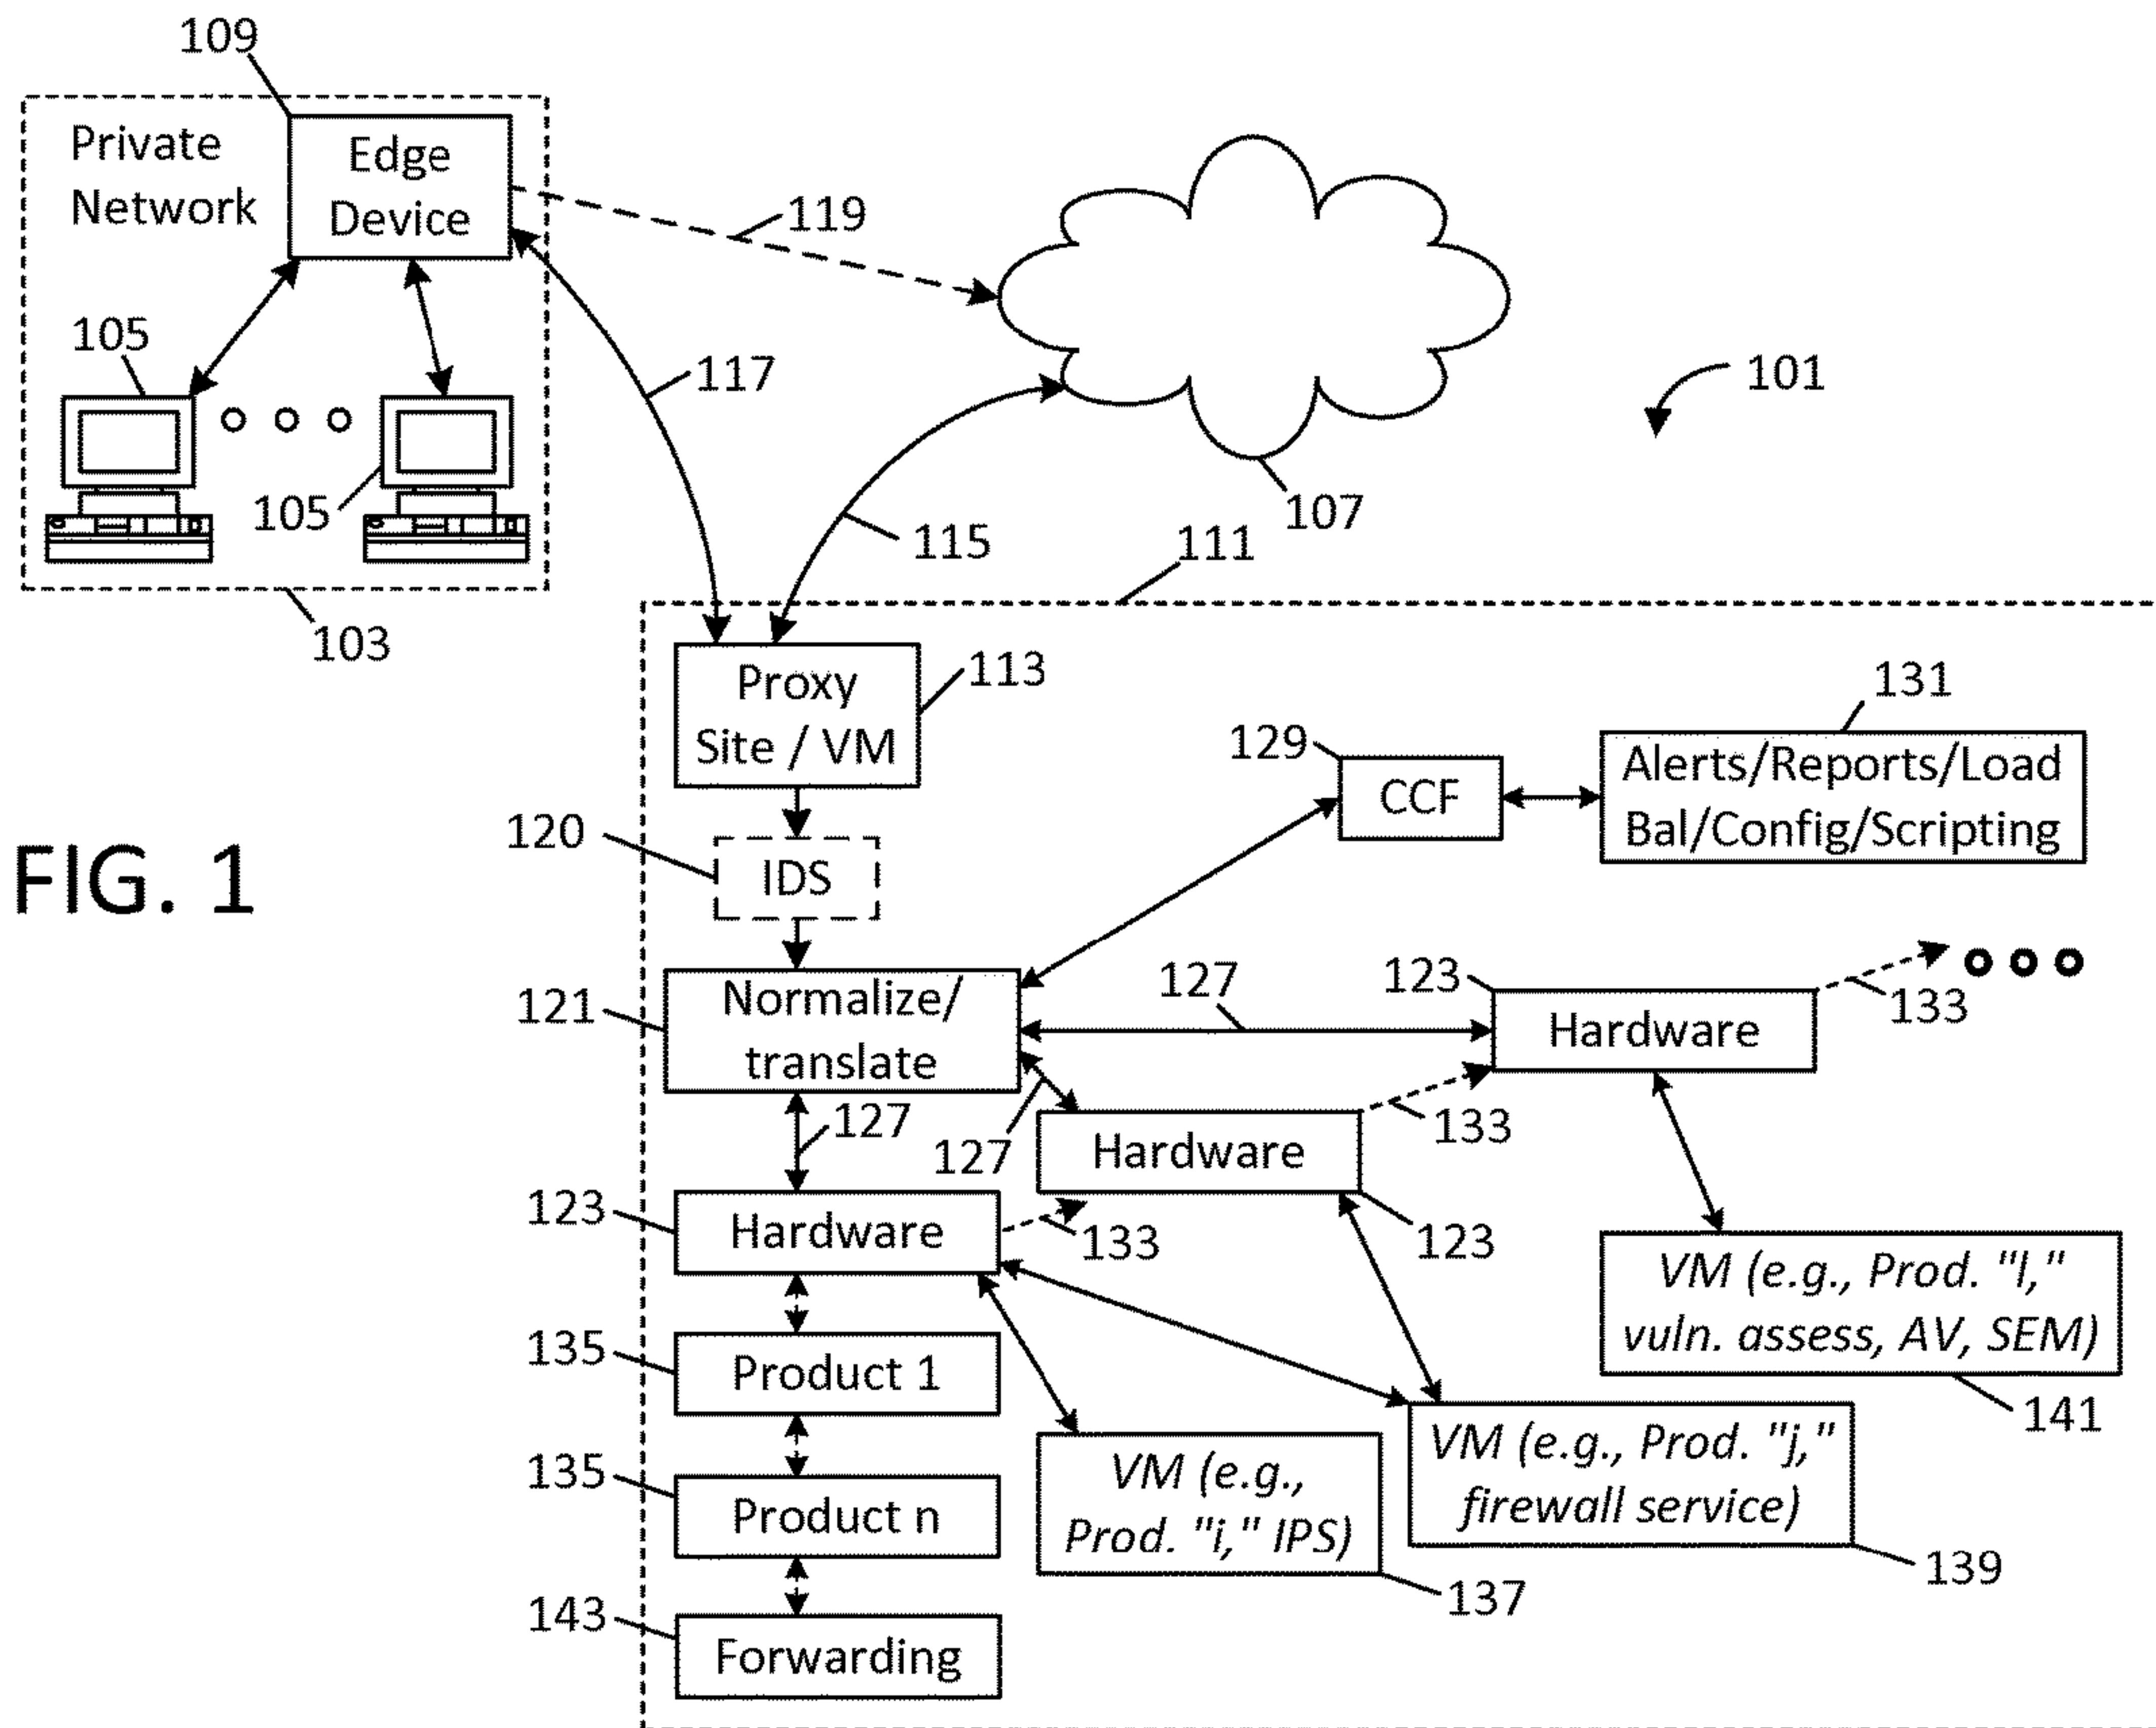 109
Private
Network
Edge
Device
119
105
105
117
101
107
115
111
103
Proxy
Site / VM
113
131
129
CCF
Alerts/Reports/Load
Bal/Config/Scripting
120
IDS
FIG. 1
121
Normalize/
translate
127
123
Hardware
133
127
127
Hardware
133
123
123
Hardware
133
VM (e.g., Prod. "l,"
vuln. assess, AV, SEM)
141
135
Product 1
135
Product n
VM (e.g.,
Prod. "i," IPS)
137
VM (e.g., Prod. "j,"
firewall service)
139
143
Forwarding